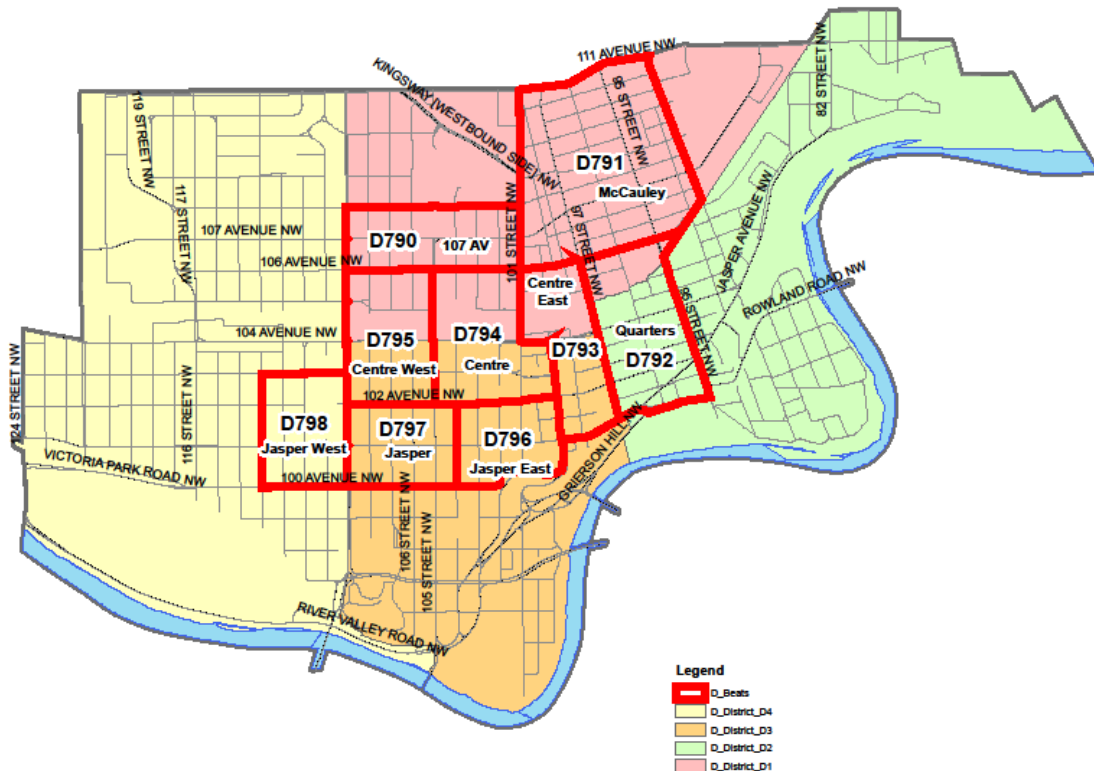 111 AVENUE NW
KINGSWAY [WESTBOUND SIDE] NW
119 STREET NW
95 STREET NW
82 STREET NW
D791
McCauley
117 STREET NW
101 STREET NW
97 STREET NW
JASPER AVENUE NW
107 AVENUE NW
D790
107 AV
106 AVENUE NW
Centre
East
ROWLAND ROAD NW
104 AVENUE NW
D795
D794
D793
Quarters
D792
95 STREET NW
Centre West
Centre
102 AVENUE NW
124 STREET NW
116 STREET NW
D798
Jasper West
D797
Jasper
D796
Jasper East
VICTORIA PARK ROAD NW
100 AVENUE NW
GRIERSON HILL NW
106 STREET NW
105 STREET NW
RIVER VALLEY ROAD NW
Legend
D_Beats
D_District_D4
D_District_D3
D_District_D2
D_District_D1